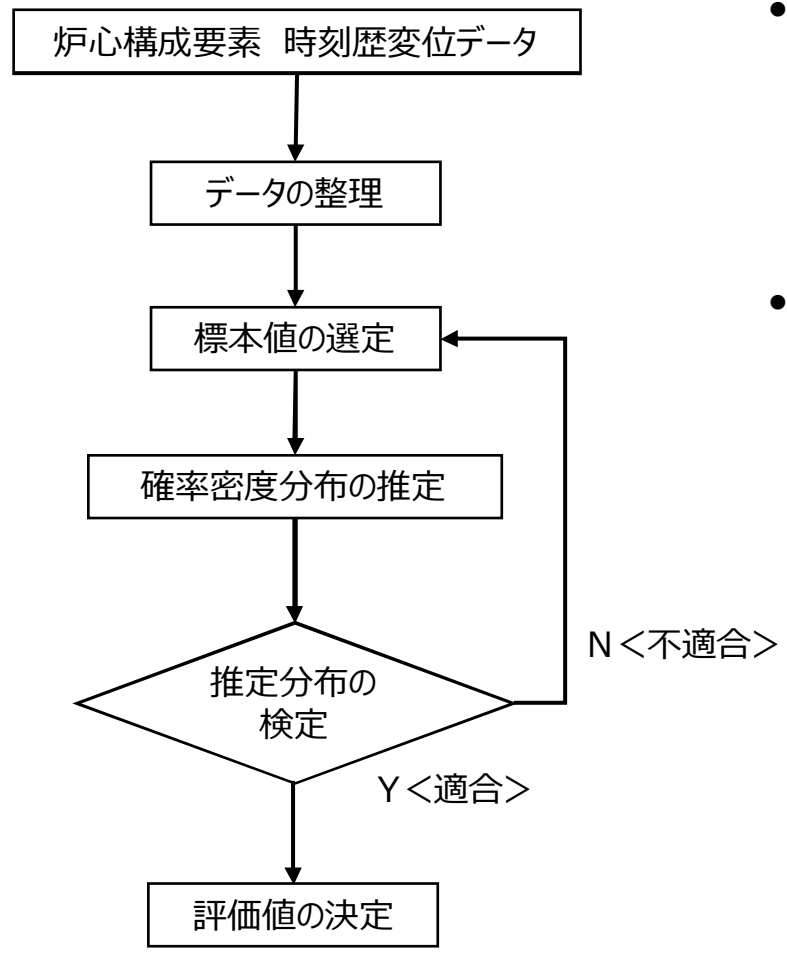 炉心構成要素 時刻歴変位データ
データの整理
標本値の選定
確率密度分布の推定
N＜不適合＞
推定分布の
検定
Y＜適合＞
評価値の決定